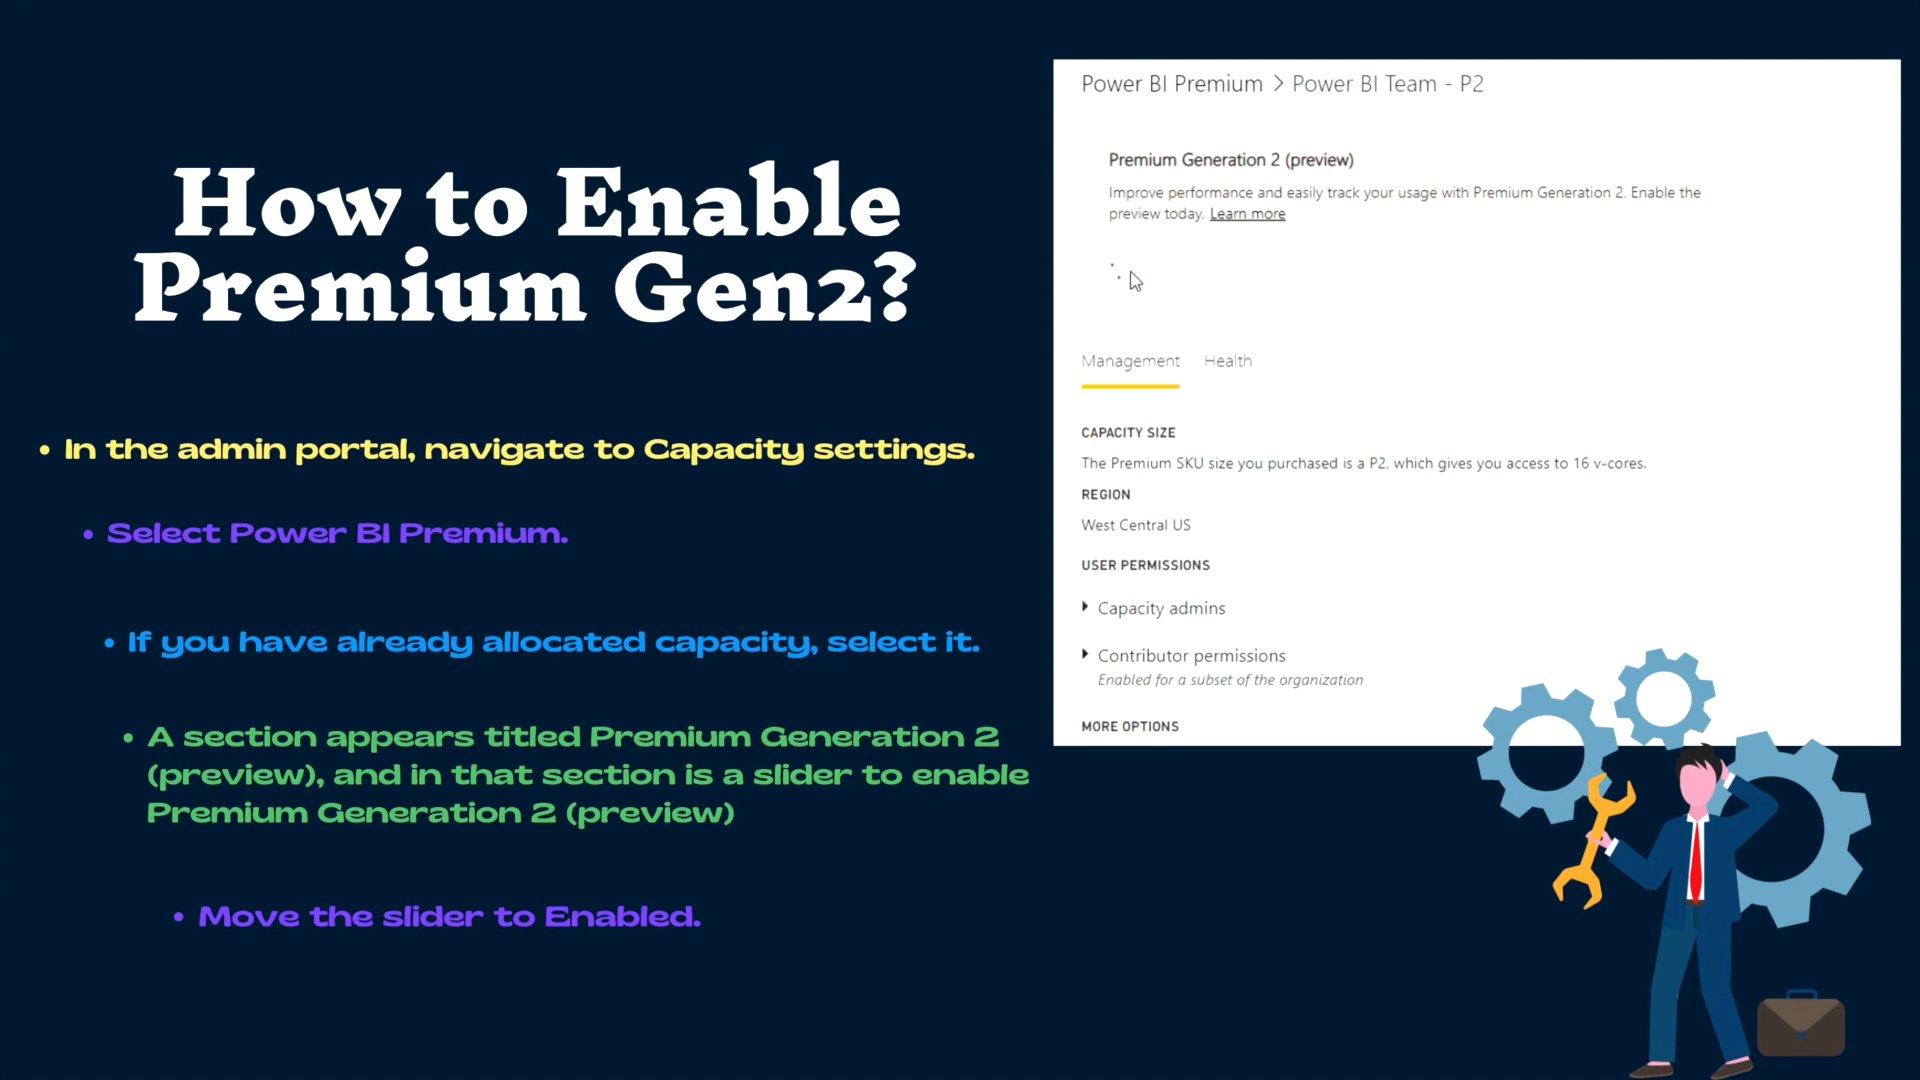 How to Enable
Premium Gen2?
• In the admin portal, navigate to Capacity settings.
• Select Power BI Premium.
• If you have already allocated capacity, select it.
• A section appears titled Premium Generation 2
(preview), and in that section is a slider to enable
Premium Generation 2 (preview)
• Move the slider to Enabled.
Power BI Premium > Power BI Team - P2
Premium Generation 2 (preview)
Improve performance and easily track your usage with Premium Generation 2. Enable the
preview today. Learn more
Management Health
CAPACITY SIZE
The Premium SKU size you purchased is a P2, which gives you access to 16 v-cores.
REGION
West Central US
USER PERMISSIONS
Capacity admins
Contributor permissions
Enabled for a subset of the organization
MORE OPTIONS